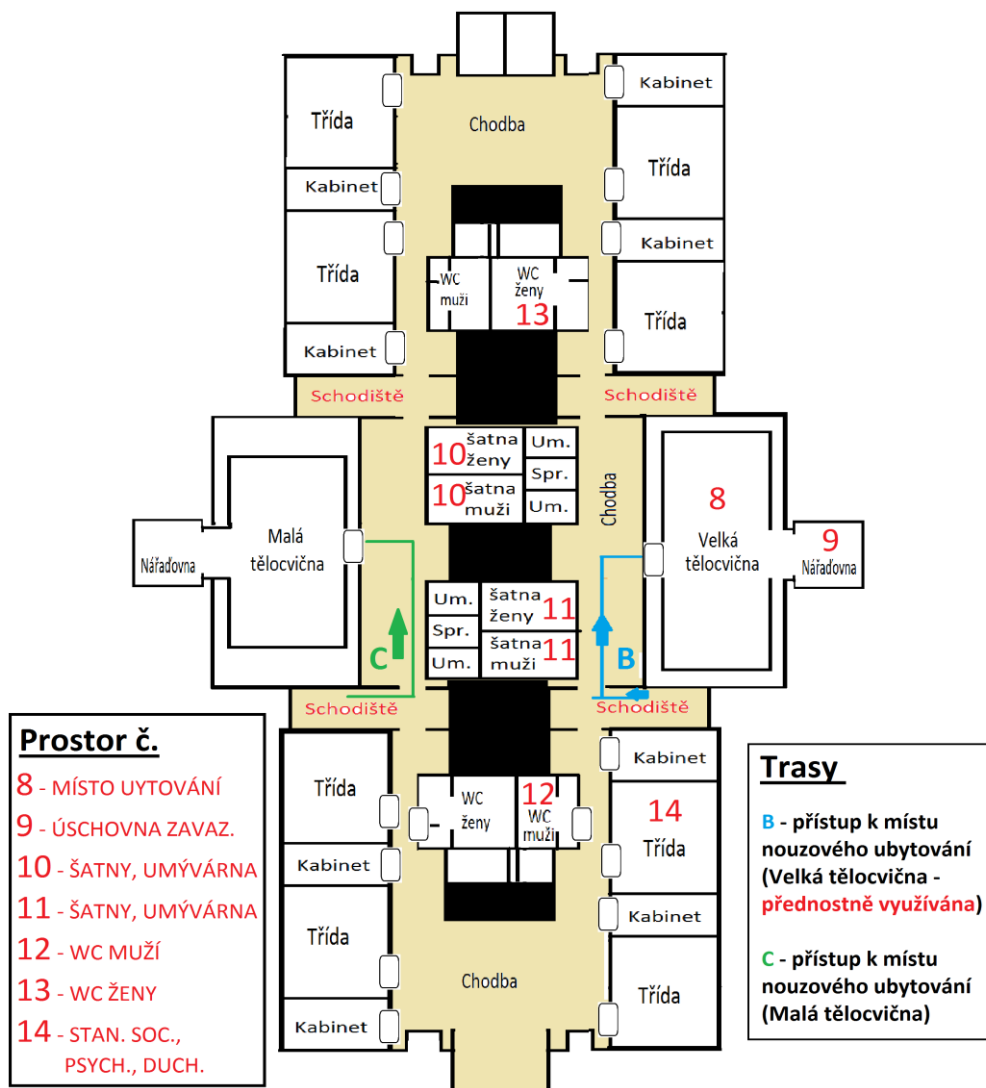 Kabinet
Třída
Chodba
Třída
Kabinet
Kabinet
Třída
WC
muži
WC
ženy
13
Třída
Kabinet
Schodiště
Schodiště
10 šatna
ženy
Um.
Spr.
10 šatna
muži
Um.
Chodba
8
Velká
tělocvična
9
Nářaďovna
Malá
tělocvična
Nářaďovna
Um.
šatna
ženy 11
Spr.
šatna
muži 11
Um.
C
B
Schodiště
Schodiště
Třída
Kabinet
WC
ženy
12
WC
muži
14
Třída
Kabinet
Kabinet
Třída
Chodba
Třída
Kabinet
Prostor č.
8 - MÍSTO UYTOVÁNÍ
9 - ÚSCHOVNA ZAVAZ.
10 - ŠATNY, UMÝVÁRNA
11 - ŠATNY, UMÝVÁRNA
12 - WC MUŽÍ
13 - WC ŽENY
14 - STAN. SOC.,
PSYCH., DUCH.
Trasy
B - přístup k místu
nouzového ubytování
(Velká tělocvična -
přednostně využívána)
C - přístup k místu
nouzového ubytování
(Malá tělocvična)